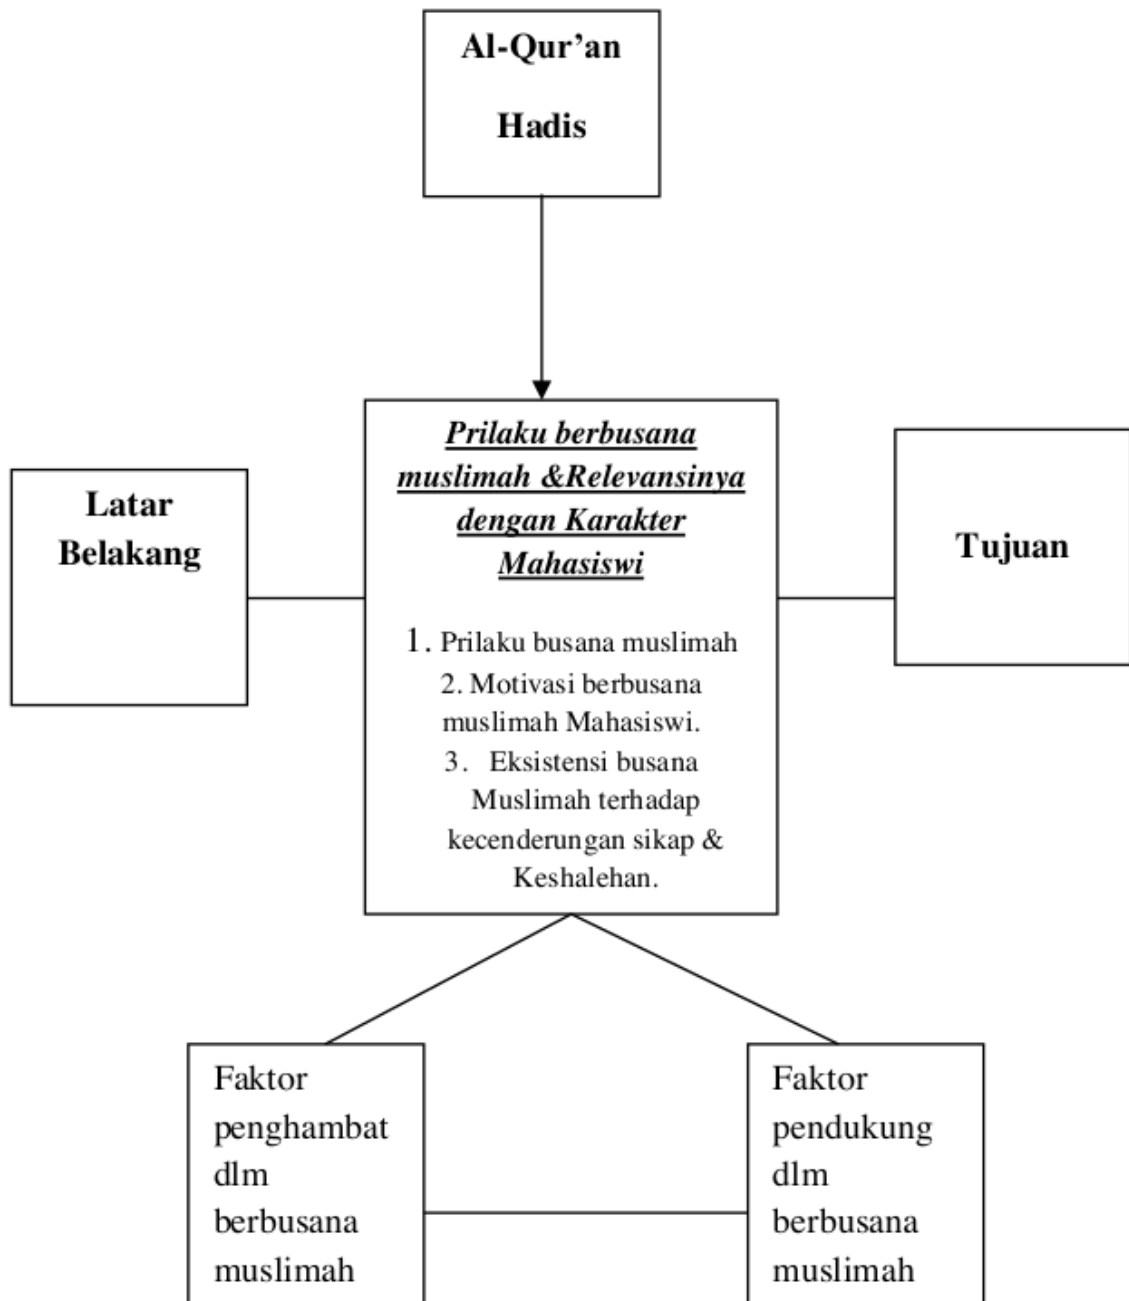 Al-Qur’an
Hadis
Prilaku berbusana
muslimah &Relevansinya
dengan Karakter
Mahasiswi
1. Prilaku busana muslimah
2. Motivasi berbusana
muslimah Mahasiswi.
3. Eksistensi busana
Muslimah terhadap
kecenderungan sikap &
Keshalehan.
Latar
Belakang
Tujuan
Faktor
penghambat
dlm
berbusana
muslimah
Faktor
pendukung
dlm
berbusana
muslimah